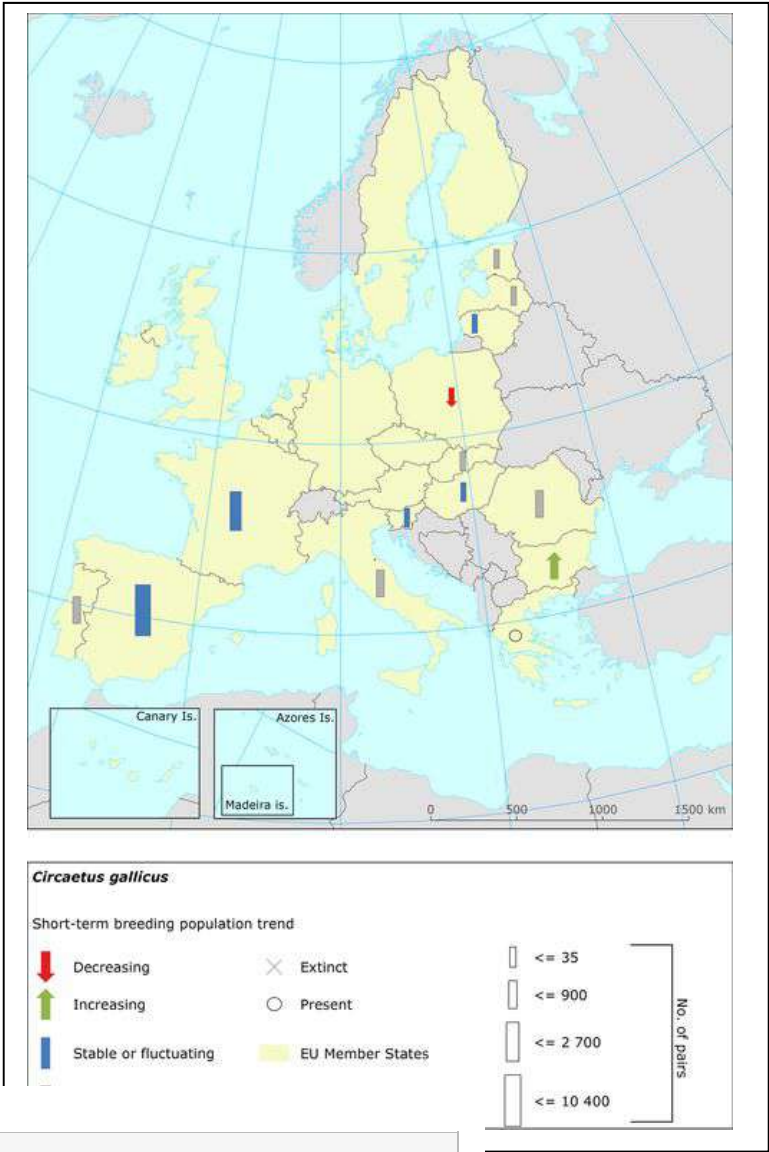 Canary Is.
Azores Is.
Madeira is.
0 500 1000 1500 km
Circaetus gallicus
Short-term breeding population trend
Decreasing
Increasing
Stable or fluctuating
Extinct
Present
EU Member States
<= 35
<= 900
<= 2 700
<= 10 400
No. of pairs